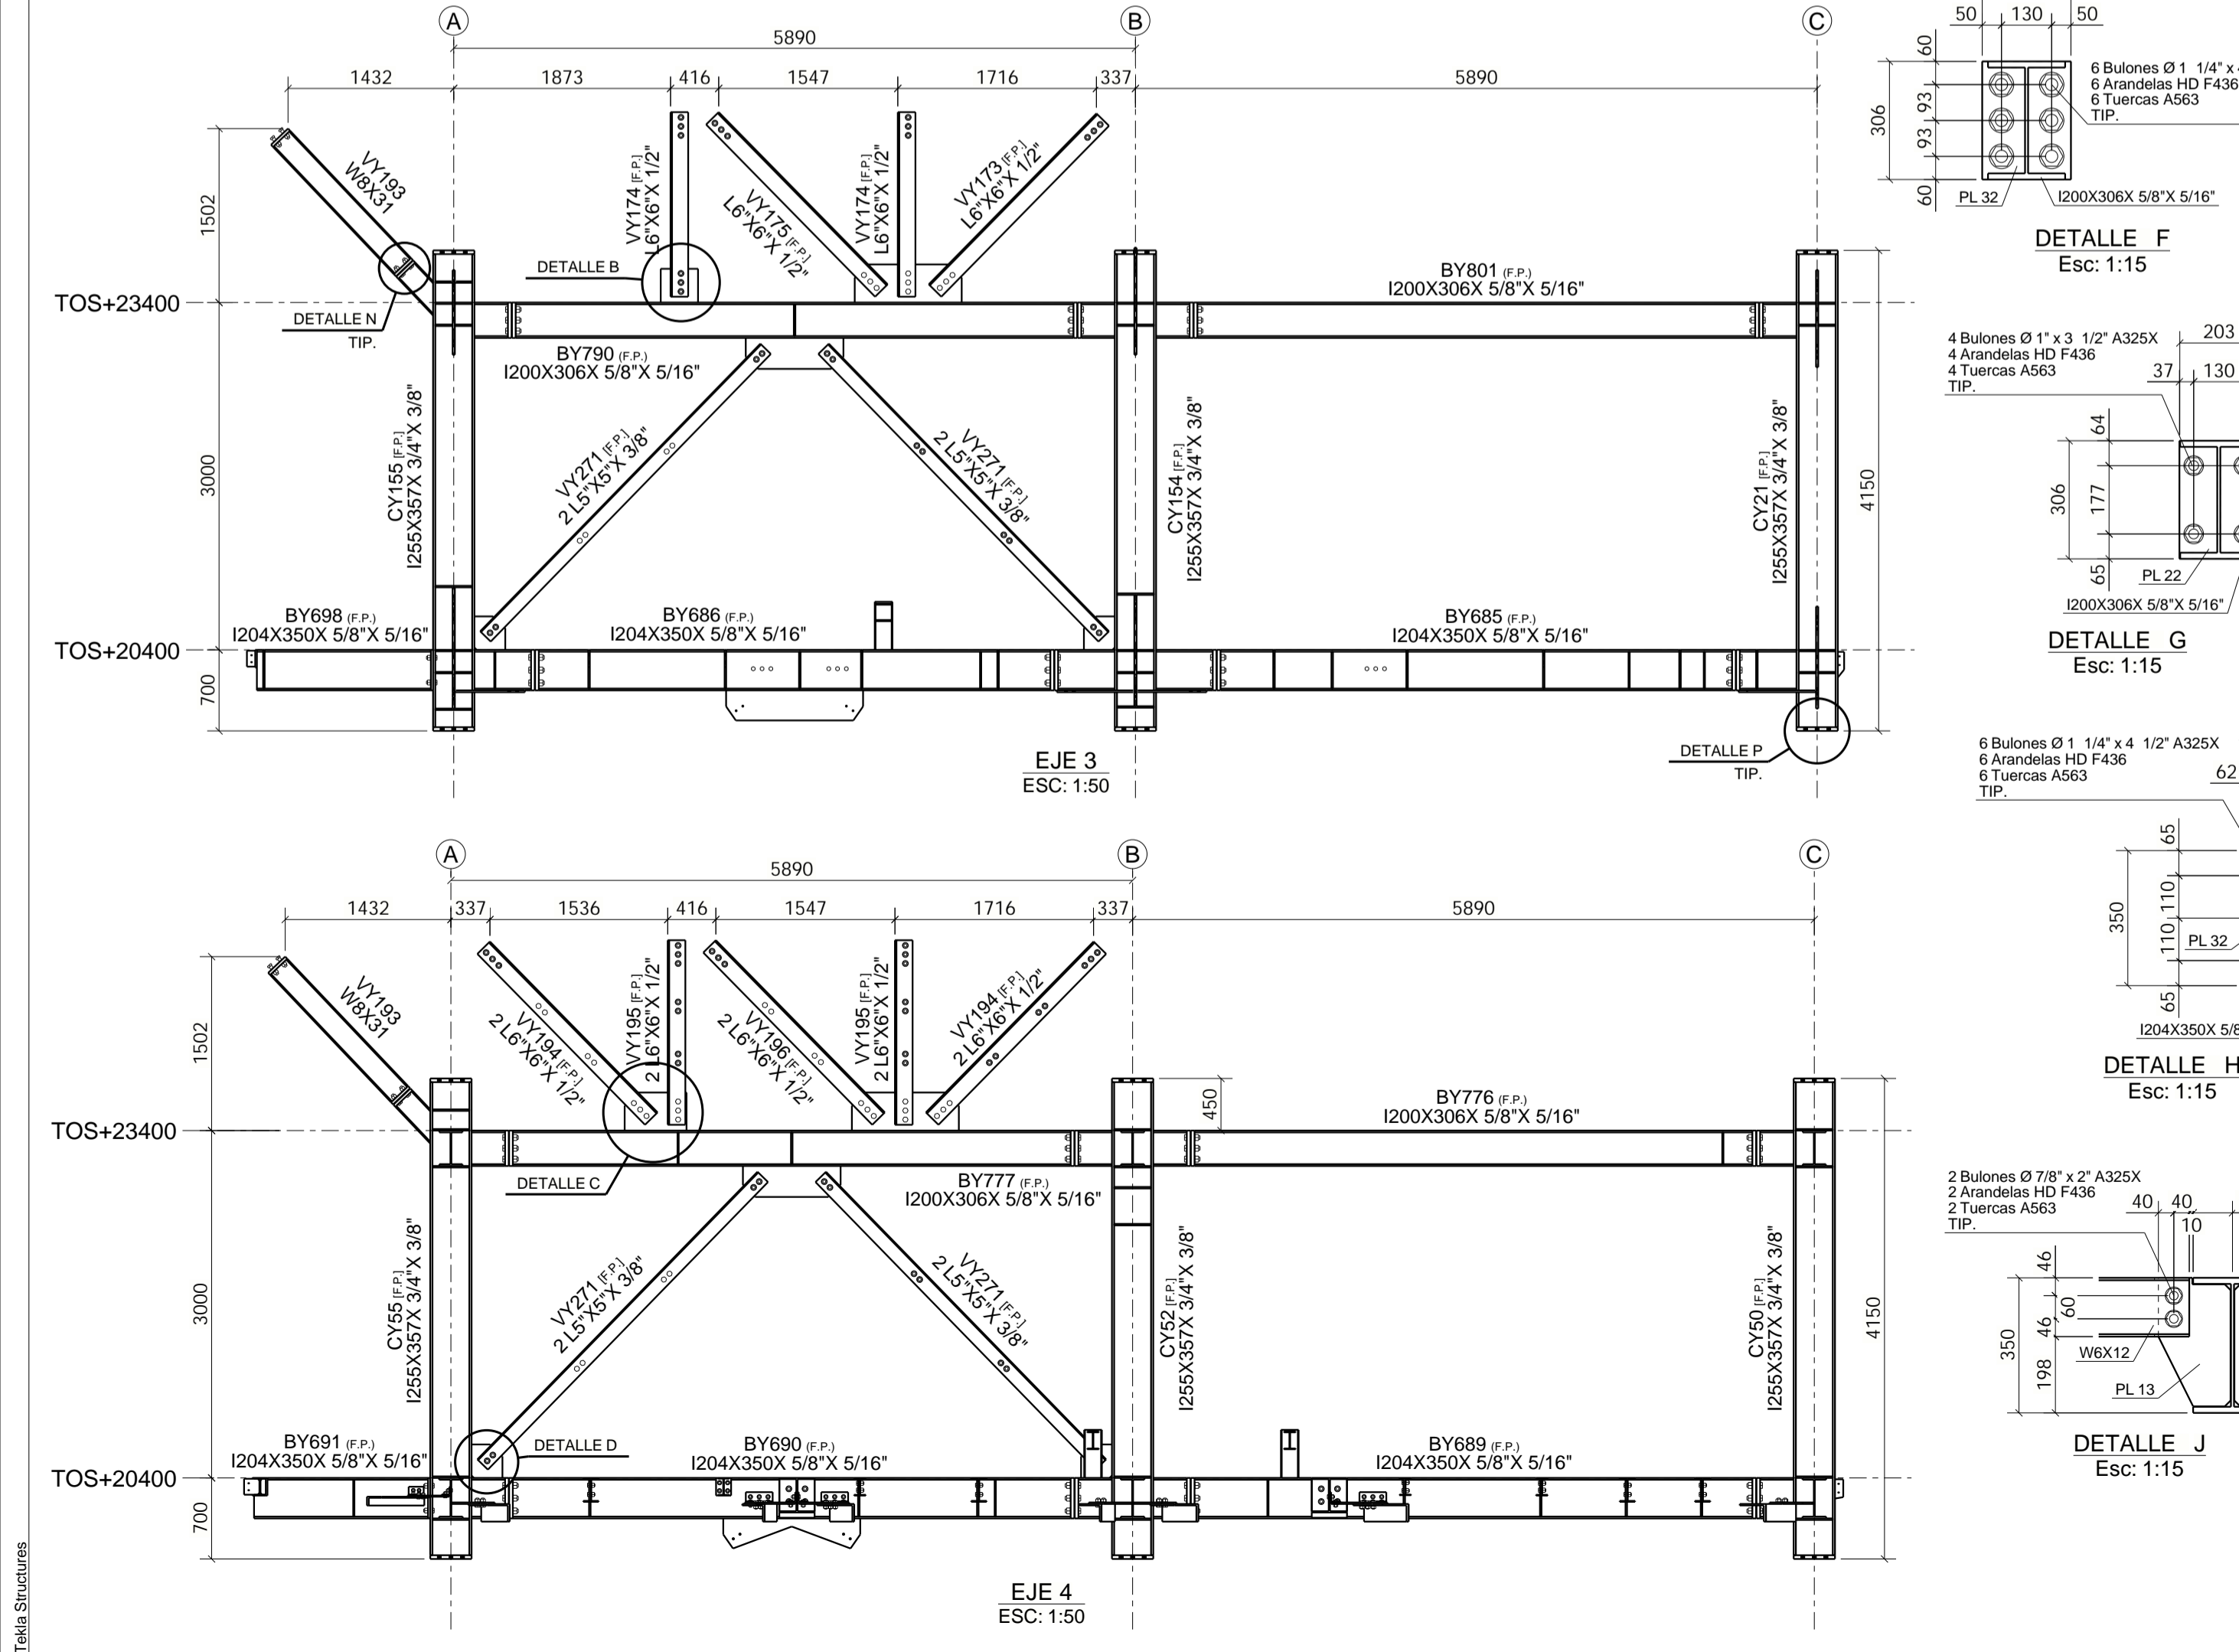 A
B
C
5890
1432
1873
416
1547
1716
337
5890
1502
3000
700
4150
VY193
W8X31
VY174 [F.P.]
L6"X6"X 1/2"
VY175 [F.P.]
L6"X6"X 1/2"
VY174 [F.P.]
L6"X6"X 1/2"
VY173 [F.P.]
L6"X6"X 1/2"
DETALLE B
DETALLE N
TIP.
TOS+23400
BY801 (F.P.)
I200X306X 5/8"X 5/16"
BY790 (F.P.)
I200X306X 5/8"X 5/16"
CY155 [F.P.]
I255X357X 3/4"X 3/8"
VY271 [F.P.]
2 L5"X5"X 3/8"
VY271 [F.P.]
2 L5"X5"X 3/8"
CY154 [F.P.]
I255X357X 3/4"X 3/8"
CY21 [F.P.]
I255X357X 3/4"X 3/8"
BY698 (F.P.)
I204X350X 5/8"X 5/16"
BY686 (F.P.)
I204X350X 5/8"X 5/16"
BY685 (F.P.)
I204X350X 5/8"X 5/16"
TOS+20400
DETALLE P
TIP.
EJE 3
ESC: 1:50
A
B
C
5890
1432
337
1536
416
1547
1716
337
5890
1502
3000
700
450
4150
VY193
W8X31
VY194 [F.P.]
2 L6"X6"X 1/2"
VY195 [F.P.]
2 L6"X6"X 1/2"
VY196 [F.P.]
2 L6"X6"X 1/2"
VY195 [F.P.]
2 L6"X6"X 1/2"
VY194 [F.P.]
2 L6"X6"X 1/2"
TOS+23400
BY776 (F.P.)
I200X306X 5/8"X 5/16"
DETALLE C
BY777 (F.P.)
I200X306X 5/8"X 5/16"
CY55 [F.P.]
I255X357X 3/4"X 3/8"
VY271 [F.P.]
2 L5"X5"X 3/8"
VY271 [F.P.]
2 L5"X5"X 3/8"
CY52 [F.P.]
I255X357X 3/4"X 3/8"
CY50 [F.P.]
I255X357X 3/4"X 3/8"
BY691 (F.P.)
I204X350X 5/8"X 5/16"
DETALLE D
BY690 (F.P.)
I204X350X 5/8"X 5/16"
BY689 (F.P.)
I204X350X 5/8"X 5/16"
TOS+20400
EJE 4
ESC: 1:50
50
130
50
60
93
93
60
306
6 Bulones Ø 1 1/4" x
6 Arandelas HD F436
6 Tuercas A563
TIP.
PL 32
I200X306X 5/8"X 5/16"
DETALLE F
Esc: 1:15
4 Bulones Ø 1" x 3 1/2" A325X
4 Arandelas HD F436
4 Tuercas A563
TIP.
203
37
130
64
177
65
306
PL 22
I200X306X 5/8"X 5/16"
DETALLE G
Esc: 1:15
6 Bulones Ø 1 1/4" x 4 1/2" A325X
6 Arandelas HD F436
6 Tuercas A563
TIP.
62
65
110
110
65
350
PL 32
I204X350X 5/8
DETALLE H
Esc: 1:15
2 Bulones Ø 7/8" x 2" A325X
2 Arandelas HD F436
2 Tuercas A563
TIP.
40
40
10
46
60
46
198
350
W6X12
PL 13
DETALLE J
Esc: 1:15
Tekla Structures